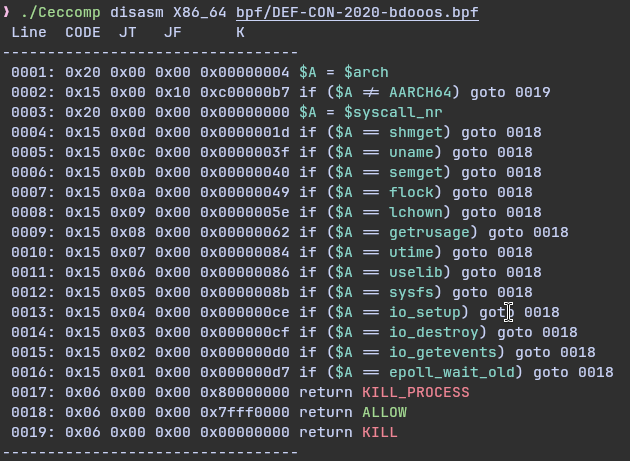 ❯ ./Ceccomp disasm X86_64 bpf/DEF-CON-2020-bdooos.bpf
Line CODE JT JF K
---------------------------------
0001: 0x20 0x00 0x00 0x00000004 $A = $arch
0002: 0x15 0x00 0x10 0xc00000b7 if ($A != AARCH64) goto 0019
0003: 0x20 0x00 0x00 0x00000000 $A = $syscall_nr
0004: 0x15 0x0d 0x00 0x0000001d if ($A == shmget) goto 0018
0005: 0x15 0x0c 0x00 0x0000003f if ($A == uname) goto 0018
0006: 0x15 0x0b 0x00 0x00000040 if ($A == semget) goto 0018
0007: 0x15 0x0a 0x00 0x00000049 if ($A == flock) goto 0018
0008: 0x15 0x09 0x00 0x0000005e if ($A == lchown) goto 0018
0009: 0x15 0x08 0x00 0x00000062 if ($A == getrusage) goto 0018
0010: 0x15 0x07 0x00 0x00000084 if ($A == utime) goto 0018
0011: 0x15 0x06 0x00 0x00000086 if ($A == uselib) goto 0018
0012: 0x15 0x05 0x00 0x0000008b if ($A == sysfs) goto 0018
0013: 0x15 0x04 0x00 0x000000ce if ($A == io_setup) goto 0018
0014: 0x15 0x03 0x00 0x000000cf if ($A == io_destroy) goto 0018
0015: 0x15 0x02 0x00 0x000000d0 if ($A == io_getevents) goto 0018
0016: 0x15 0x01 0x00 0x000000d7 if ($A == epoll_wait_old) goto 0018
0017: 0x06 0x00 0x00 0x80000000 return KILL_PROCESS
0018: 0x06 0x00 0x00 0x7fff0000 return ALLOW
0019: 0x06 0x00 0x00 0x00000000 return KILL
---------------------------------